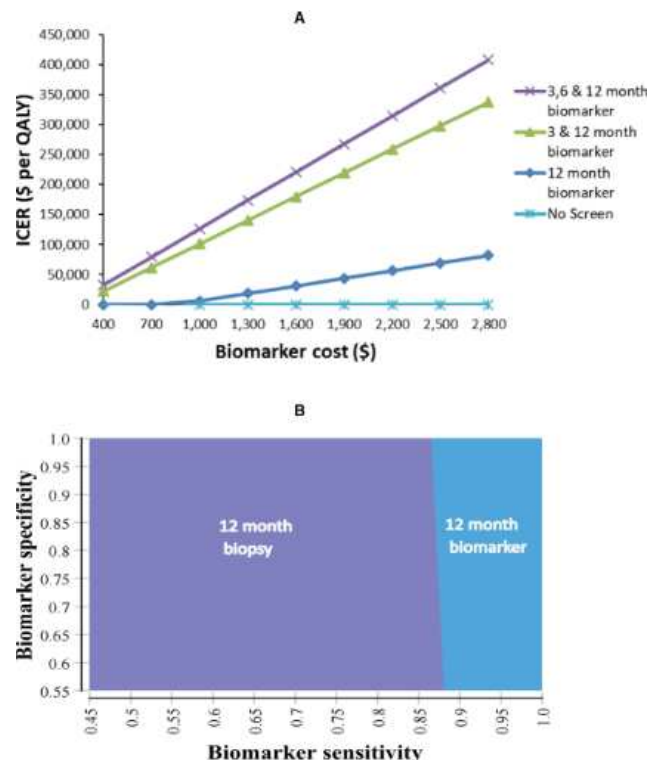 A
450,000
400,000
350,000
300,000
250,000
200,000
150,000
100,000
50,000
0
ICER ($ per QALY)
400 700 1,000 1,300 1,600 1,900 2,200 2,500 2,800
Biomarker cost ($)
3,6 & 12 month
biomarker
3 & 12 month
biomarker
12 month
biomarker
No Screen
B
1.0
0.95
0.9
0.85
0.8
0.75
0.7
0.65
0.6
0.55
Biomarker specificity
12 month
biopsy
12 month
biomarker
0.45 0.5 0.55 0.6 0.65 0.7 0.75 0.8 0.85 0.9 0.95 1.0
Biomarker sensitivity